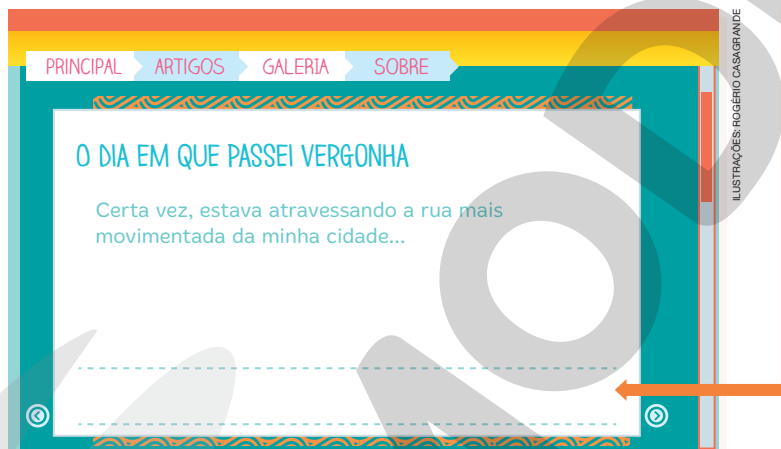 PRINCIPAL ARTIGOS GALERIA SOBRE
O DIA EM QUE PASSEI VERGONHA
Certa vez, estava atravessando a rua mais
movimentada da minha cidade...
ILUSTRAÇÕES: ROGÉRIO CASAGRANDE